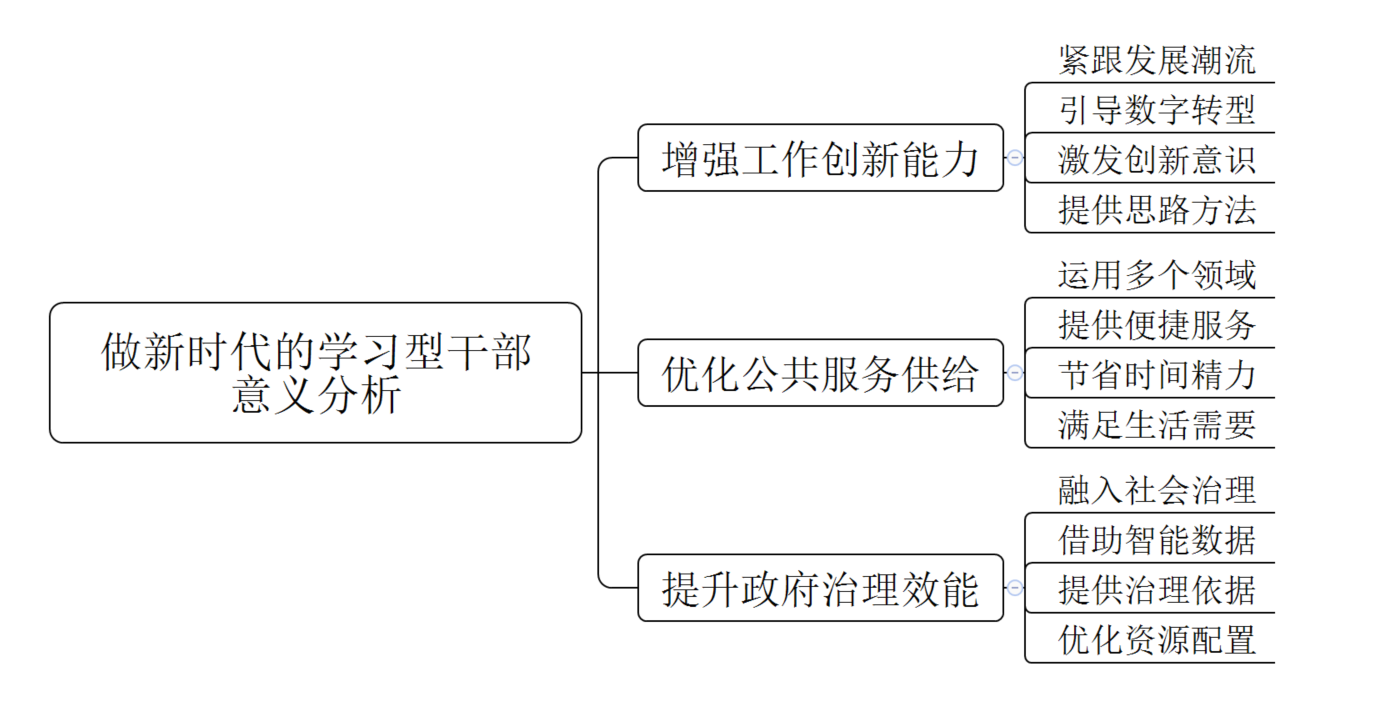 做新时代的学习型干部
意义分析
增强工作创新能力
紧跟发展潮流
引导数字转型
激发创新意识
提供思路方法
优化公共服务供给
运用多个领域
提供便捷服务
节省时间精力
满足生活需要
提升政府治理效能
融入社会治理
借助智能数据
提供治理依据
优化资源配置